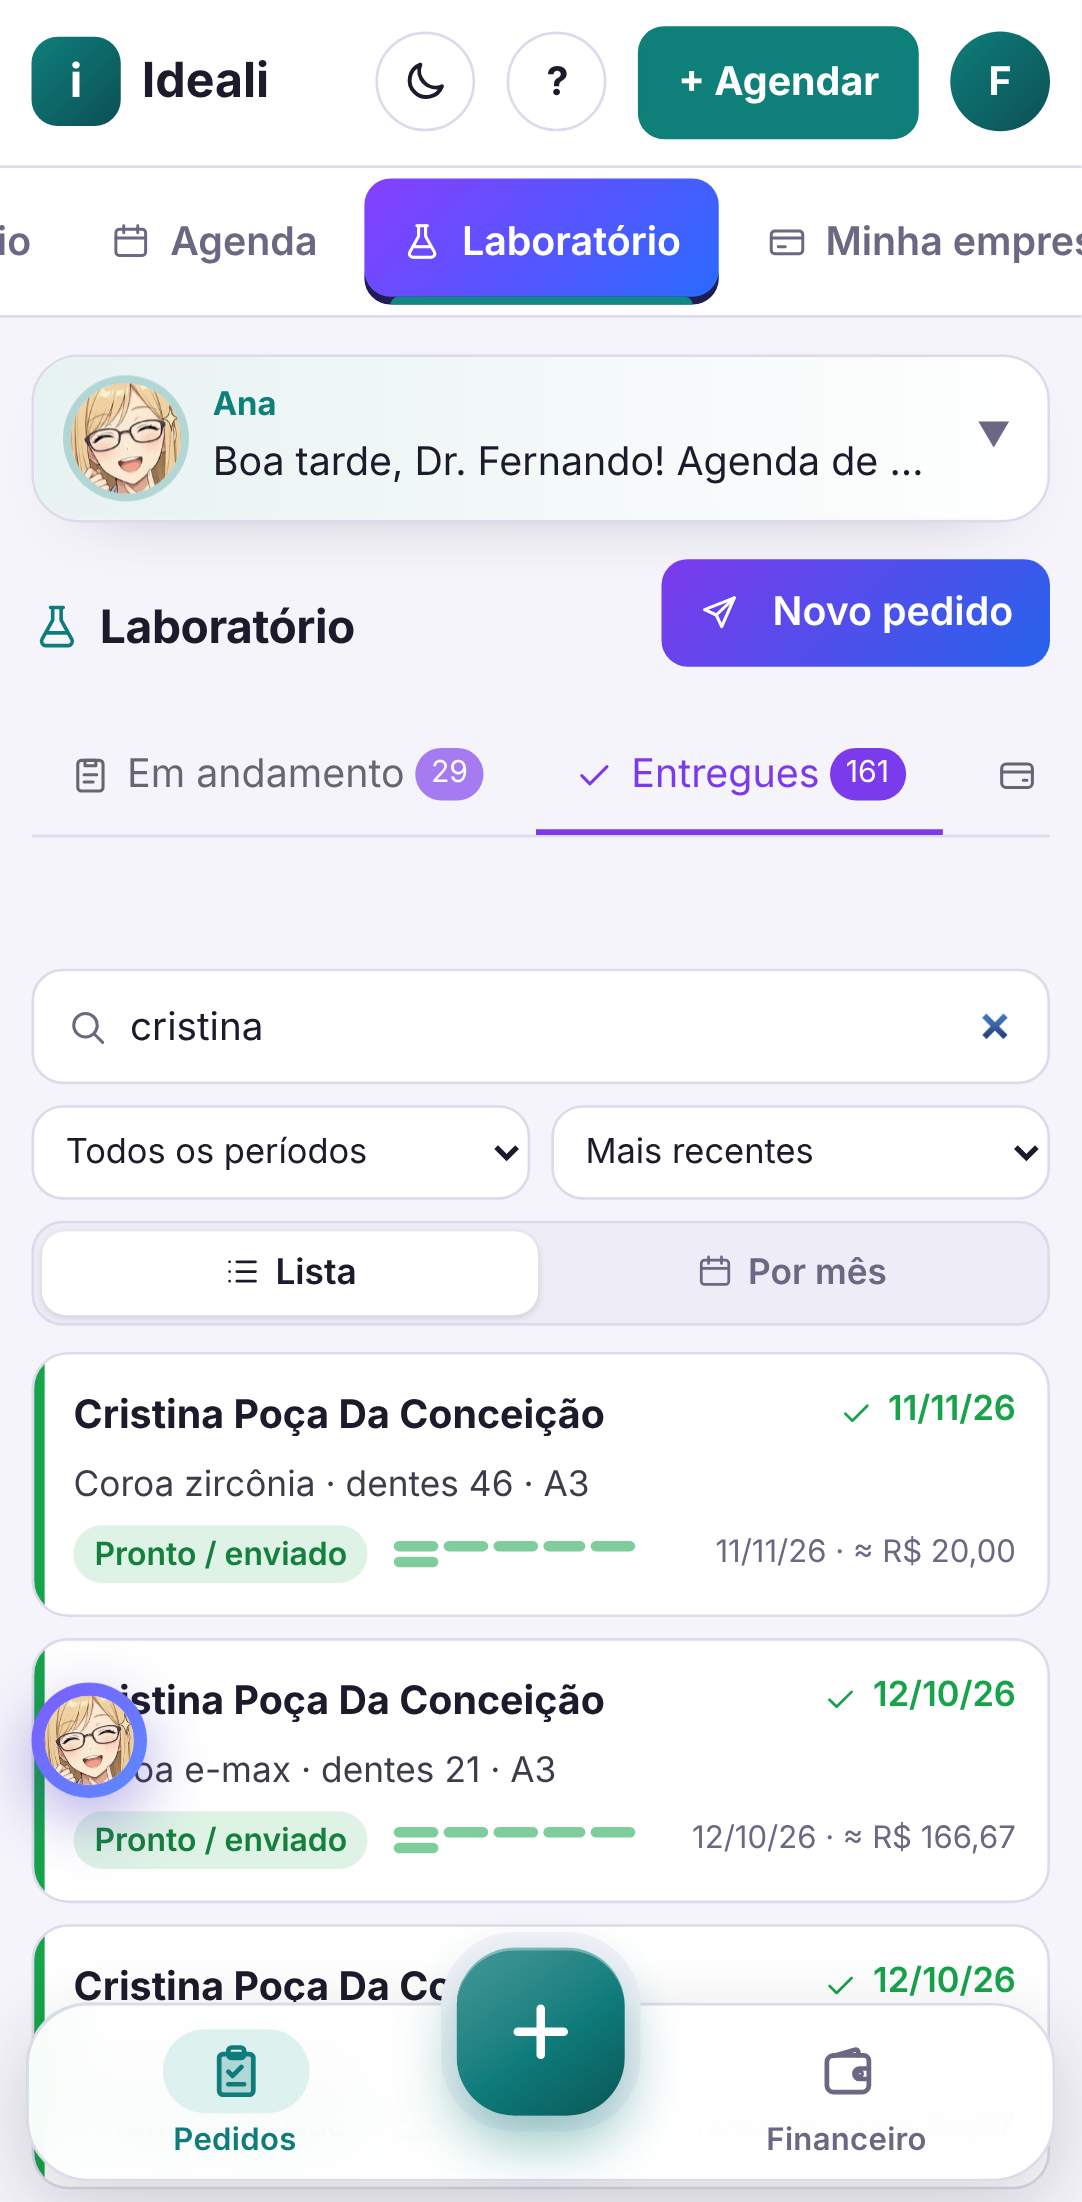 i Ideali ? + Agendar F
io Agenda Laboratório Minha empres
Ana
Boa tarde, Dr. Fernando! Agenda de ...
Laboratório Novo pedido
Em andamento 29 Entregues 161
cristina
Todos os períodos Mais recentes
Lista Por mês
Cristina Poça Da Conceição 11/11/26
Coroa zircônia · dentes 46 · A3
Pronto / enviado 11/11/26 · ≈ R$ 20,00
istina Poça Da Conceição 12/10/26
oa e-max · dentes 21 · A3
Pronto / enviado 12/10/26 · ≈ R$ 166,67
Cristina Poça Da Co 12/10/26
Pedidos Financeiro